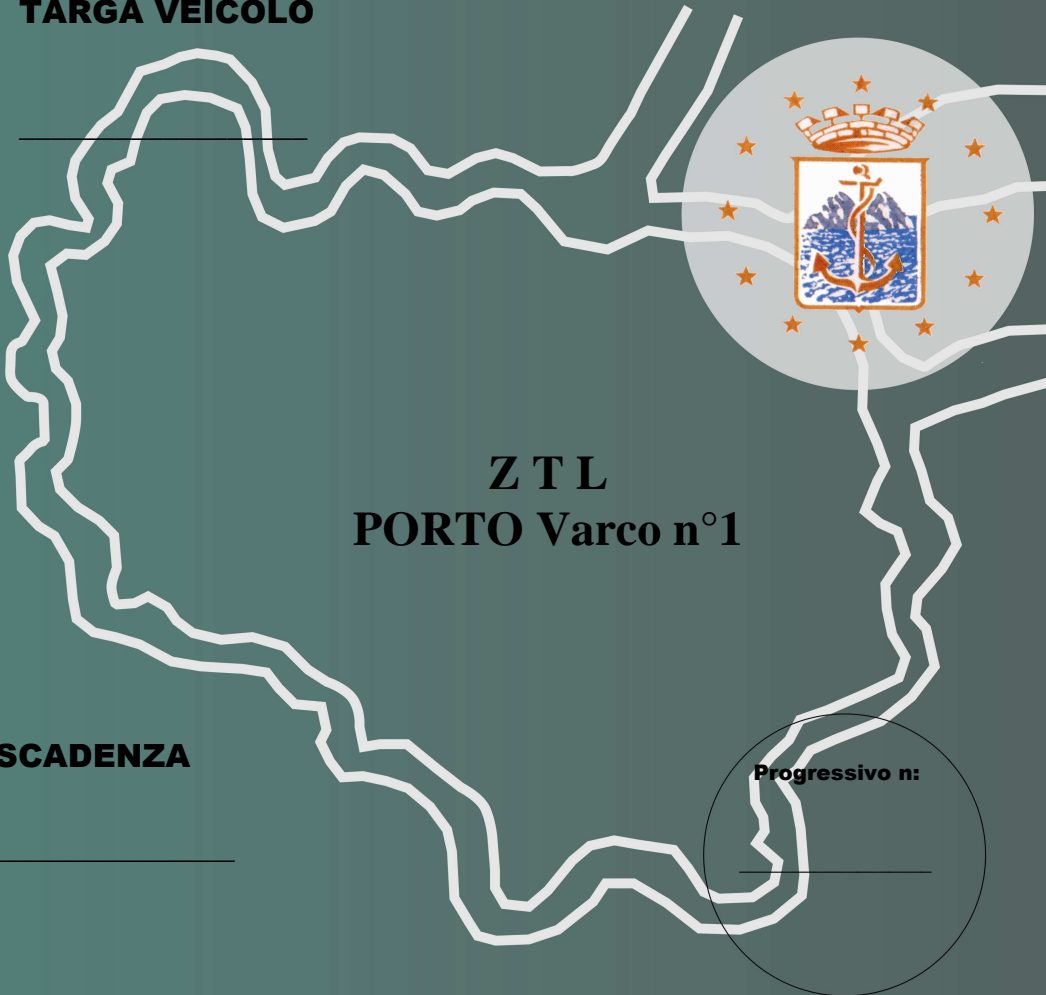 TARGA VEICOLO
Z T L
PORTO Varco n°1
SCADENZA
Progressivo n: